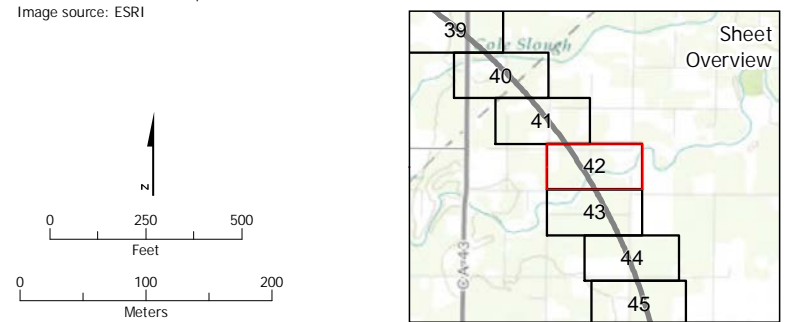 Image source: ESRI
N
0 250 500
Feet
0 100 200
Meters
Sheet
Overview
39
Cole Slough
40
41
42
43
44
CA-43
45